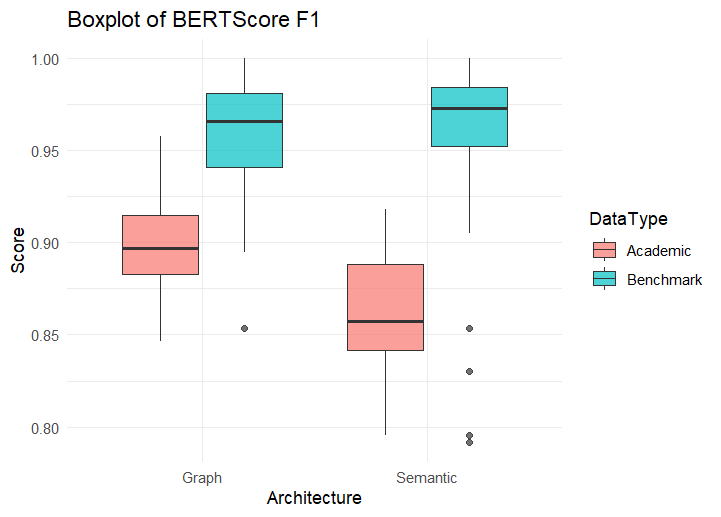 Boxplot of BERTScore F1
1.00
0.95
0.90
0.85
0.80
Score
Graph
Semantic
Architecture
DataType
Academic
Benchmark